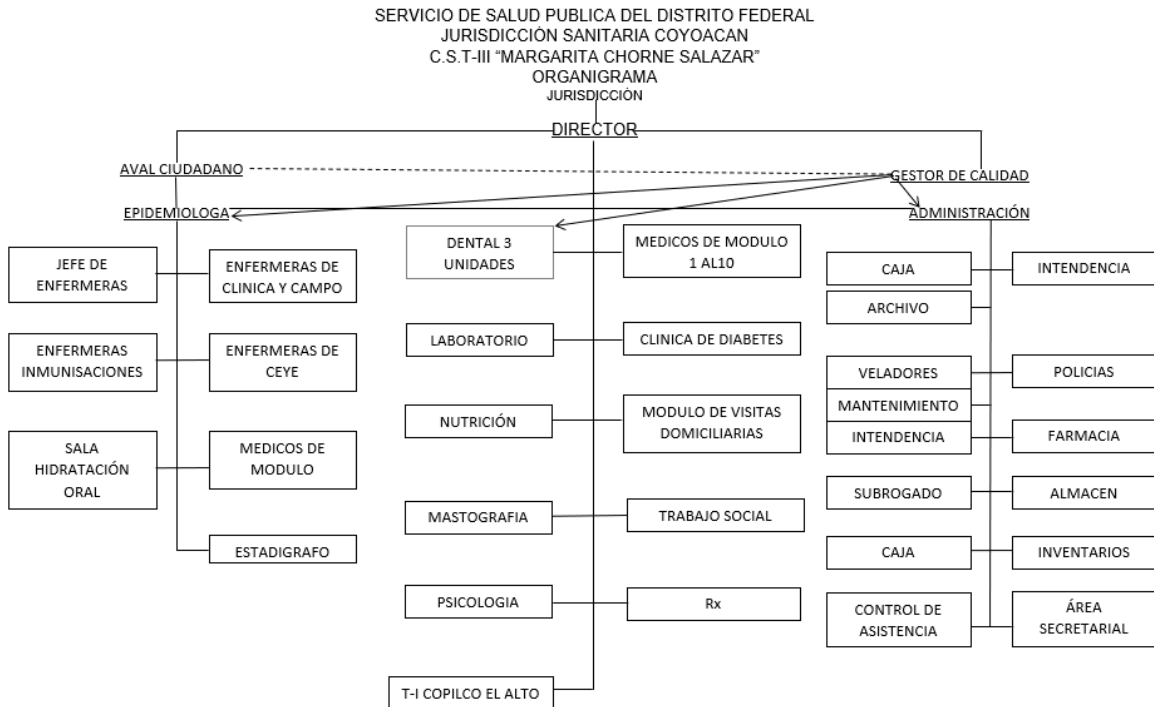 SERVICIO DE SALUD PUBLICA DEL DISTRITO FEDERAL
JURISDICCIÓN SANITARIA COYOACAN
C.S.T-III “MARGARITA CHORNE SALAZAR”
ORGANIGRAMA
JURISDICCIÓN
DIRECTOR
AVAL CIUDADANO
GESTOR DE CALIDAD
EPIDEMIOLOGA
ADMINISTRACIÓN
JEFE DE
ENFERMERAS
ENFERMERAS DE
CLINICA Y CAMPO
ENFERMERAS
INMUNISACIONES
ENFERMERAS DE
CEYE
SALA
HIDRATACIÓN
ORAL
MEDICOS DE
MODULO
ESTADIGRAFO
DENTAL 3
UNIDADES
MEDICOS DE MODULO
1 AL10
LABORATORIO
CLINICA DE DIABETES
NUTRICIÓN
MODULO DE VISITAS
DOMICILIARIAS
MASTOGRAFIA
TRABAJO SOCIAL
PSICOLOGIA
Rx
T-I COPILCO EL ALTO
CAJA
INTENDENCIA
ARCHIVO
VELADORES
POLICIAS
MANTENIMIENTO
INTENDENCIA
FARMACIA
SUBROGADO
ALMACEN
CAJA
INVENTARIOS
CONTROL DE
ASISTENCIA
ÁREA
SECRETARIAL